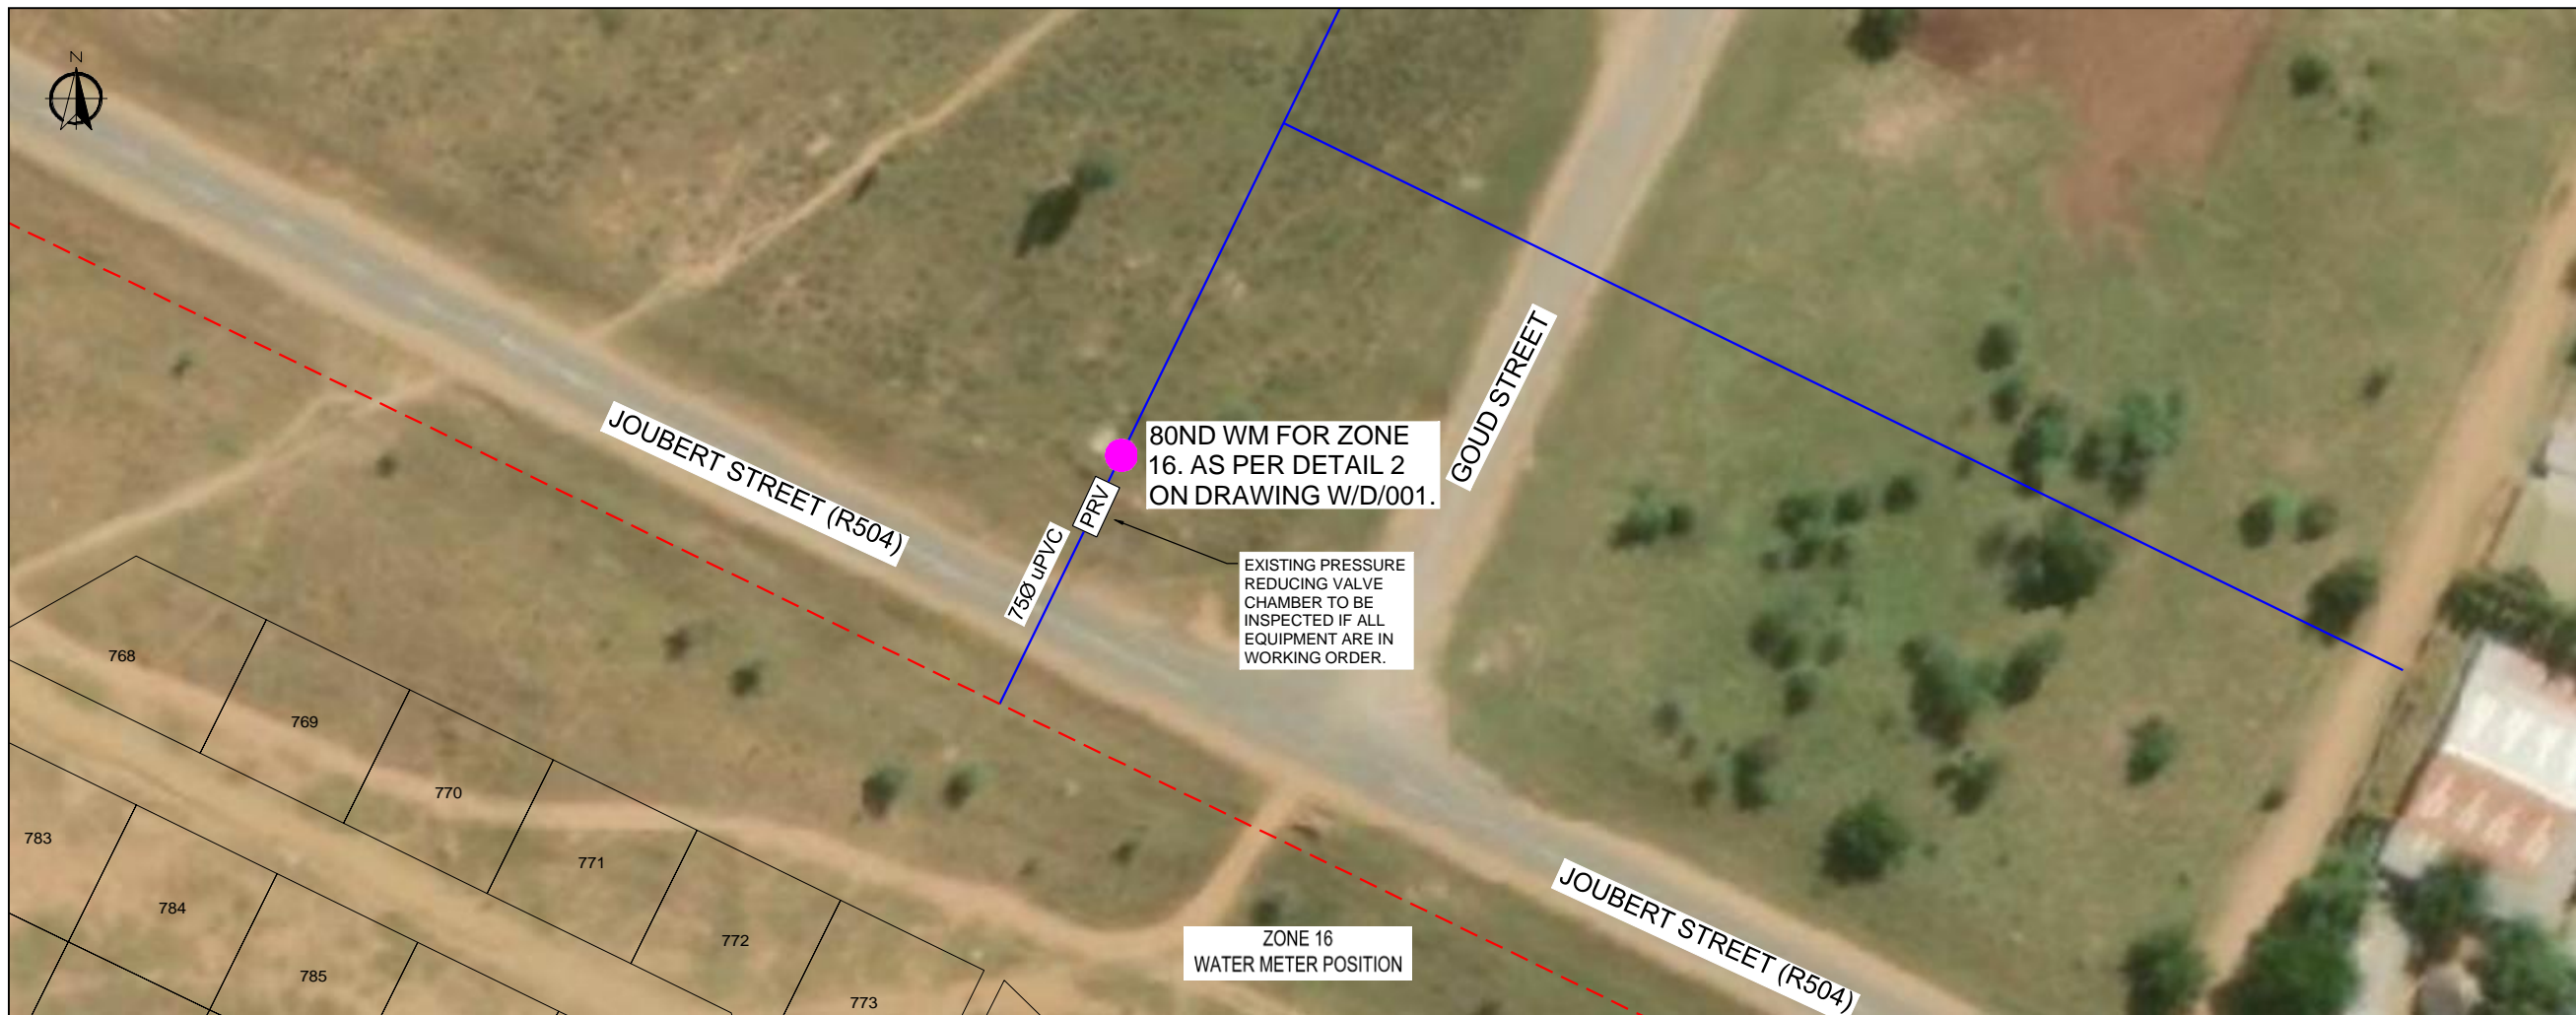 N
JOUBERT STREET (R504)
GOUD STREET
80ND WM FOR ZONE
16. AS PER DETAIL 2
ON DRAWING W/D/001.
PRV
75Ø uPVC
EXISTING PRESSURE
REDUCING VALVE
CHAMBER TO BE
INSPECTED IF ALL
EQUIPMENT ARE IN
WORKING ORDER.
768
769
770
771
772
773
783
784
785
ZONE 16
WATER METER POSITION
JOUBERT STREET (R504)